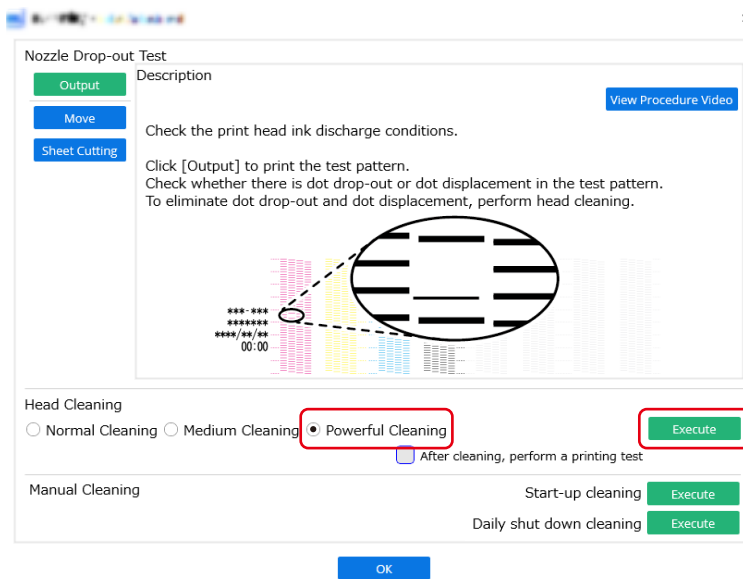 Nozzle Drop-out Test
Output
Move
Sheet Cutting
Description
View Procedure Video
Check the print head ink discharge conditions.
Click [Output] to print the test pattern.
Check whether there is dot drop-out or dot displacement in the test pattern.
To eliminate dot drop-out and dot displacement, perform head cleaning.
***-***
*******
****/**/**
00:00
Head Cleaning
Normal Cleaning Medium Cleaning Powerful Cleaning Execute
After cleaning, perform a printing test
Manual Cleaning
Start-up cleaning Execute
Daily shut down cleaning Execute
OK